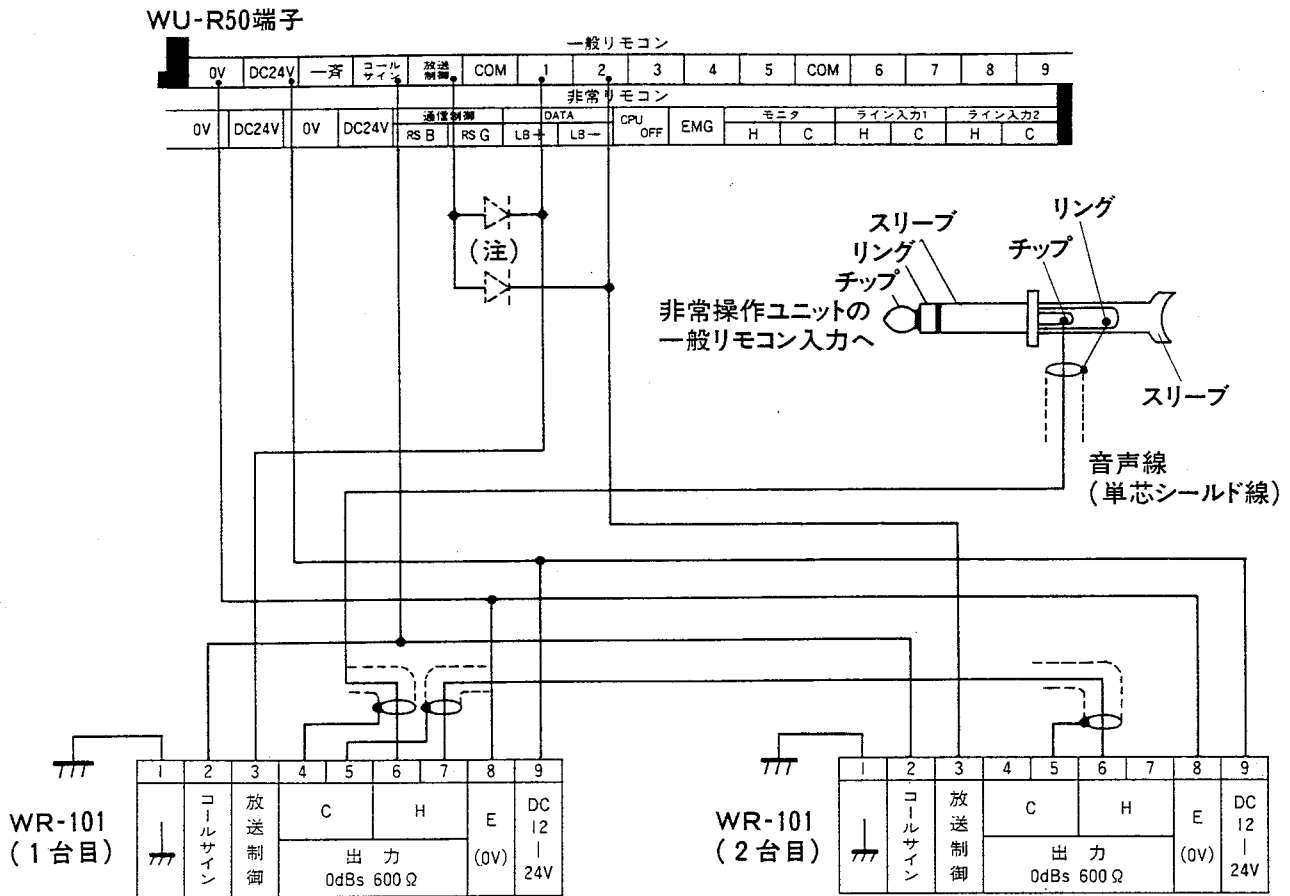 WU-R50端子
一般リモコン
0V DC24V 一斉 コールサイン 放送制御 COM 1 2 3 4 5 COM 6 7 8 9
非常リモコン
0V DC24V 0V DC24V 通信制御 DATA CPU OFF EMG モニタ ライン入力1 ライン入力2
RS B RS G LB+ LB− H C H C H C
(注)
スリーブ
リング
チップ
リング
チップ
スリーブ
非常操作ユニットの
一般リモコン入力へ
音声線
(単芯シールド線)
WR-101
(1台目)
1 2 3 4 5 6 7 8 9
コールサイン
放送制御
C H
出力
0dBs 600Ω
E
(0V)
DC
12
|
24V
WR-101
(2台目)
1 2 3 4 5 6 7 8 9
コールサイン
放送制御
C H
出力
0dBs 600Ω
E
(0V)
DC
12
|
24V